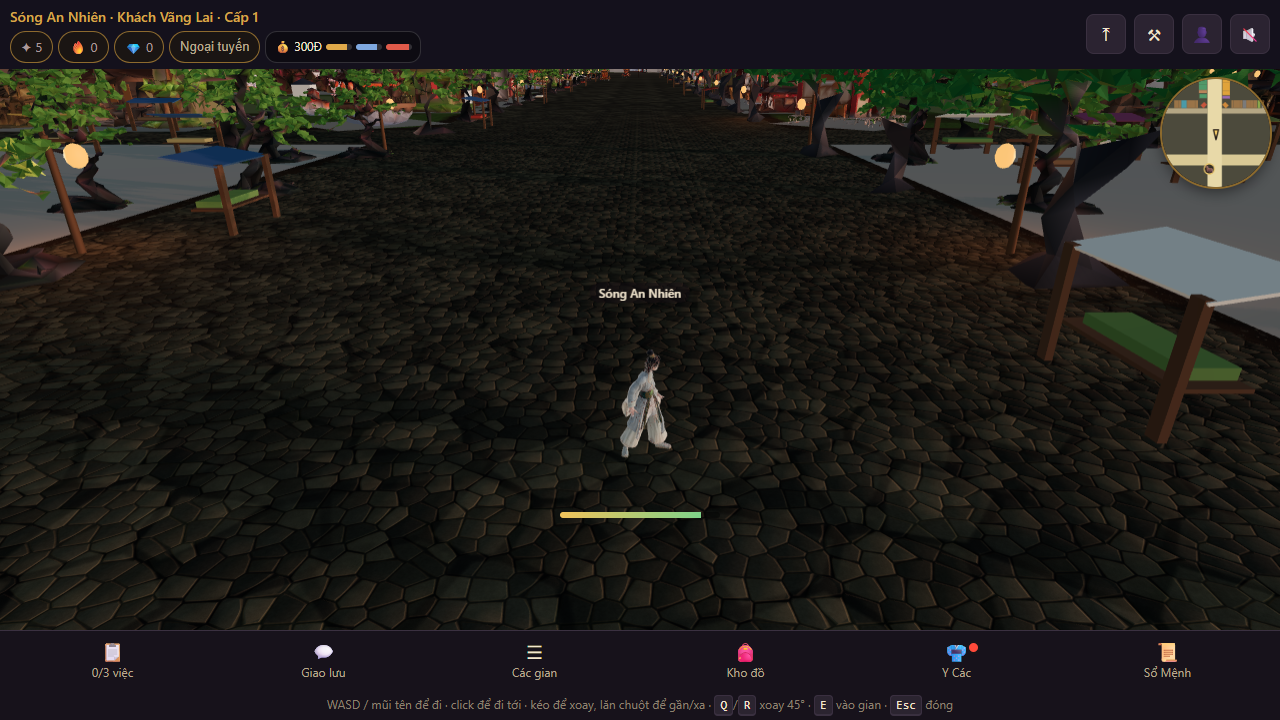 Sóng An Nhiên · Khách Vãng Lai · Cấp 1
5
0
0
Ngoại tuyến
300Đ
Sóng An Nhiên
0/3 việc
Giao lưu
Các gian
Kho đồ
Y Các
Sổ Mệnh
WASD / mũi tên để đi · click để đi tới · kéo để xoay, lăn chuột để gần/xa · Q / R xoay 45° · E vào gian · Esc đóng